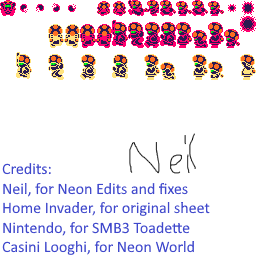 Neil
Credits:
Neil, for Neon Edits and fixes
Home Invader, for original sheet
Nintendo, for SMB3 Toadette
Casini Looghi, for Neon World